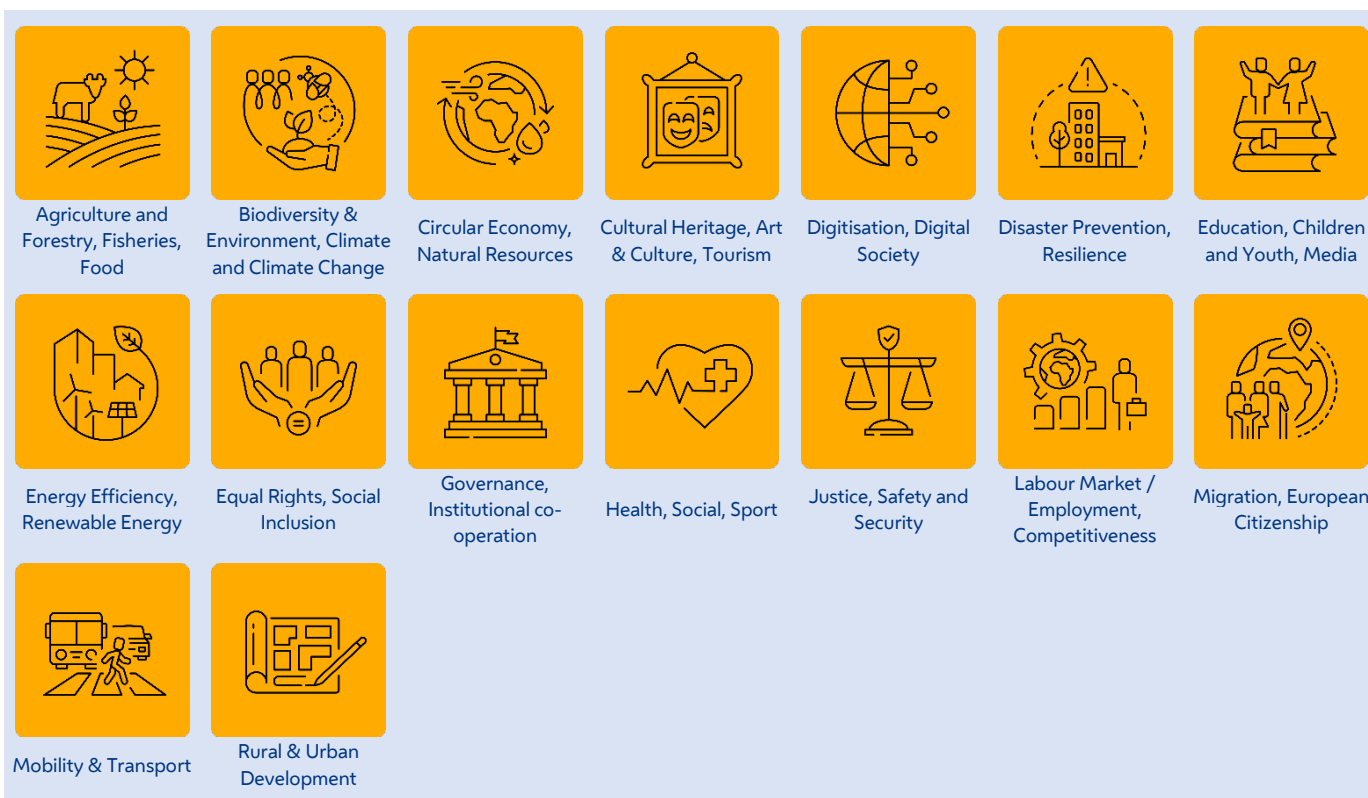 Agriculture and
Forestry, Fisheries,
Food
Biodiversity &
Environment, Climate
and Climate Change
Circular Economy,
Natural Resources
Cultural Heritage, Art
& Culture, Tourism
Digitisation, Digital
Society
Disaster Prevention,
Resilience
Education, Children
and Youth, Media
Energy Efficiency,
Renewable Energy
Equal Rights, Social
Inclusion
Governance,
Institutional co-
operation
Health, Social, Sport
Justice, Safety and
Security
Labour Market /
Employment,
Competitiveness
Migration, European
Citizenship
Mobility & Transport
Rural & Urban
Development